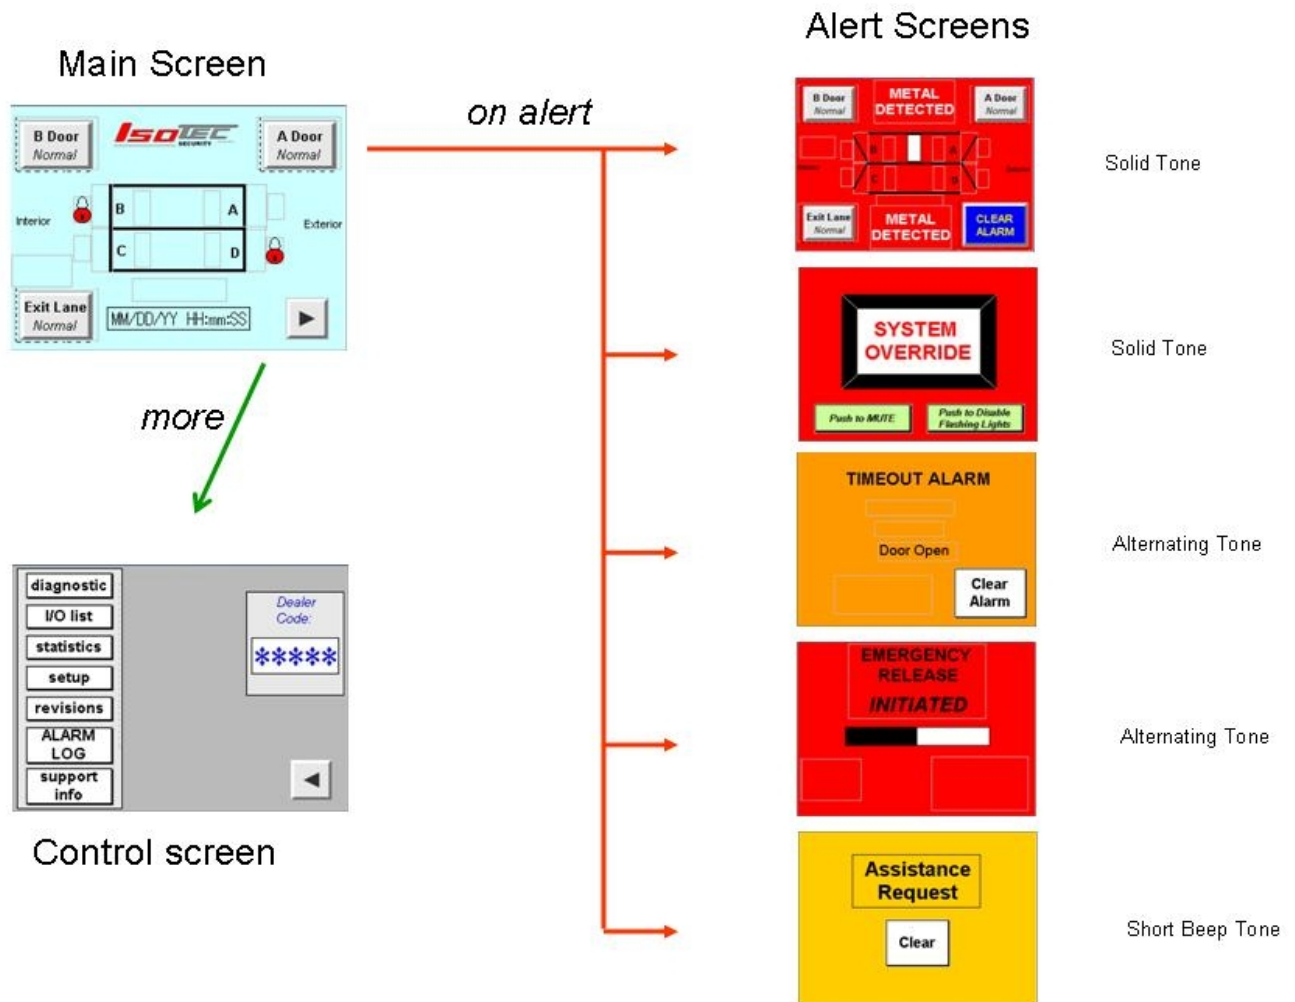 Alert Screens
Main Screen
on alert
B Door
Normal
ISOTEC
SECURITY
A Door
Normal
Interior
B
A
Exterior
C
D
Exit Lane
Normal
MM/DD/YY HH:mm:SS
more
diagnostic
I/O list
statistics
setup
revisions
ALARM
LOG
support
info
Dealer
Code:
*****
Control screen
B Door
Normal
METAL
DETECTED
A Door
Normal
B
A
C
D
Exit Lane
Normal
METAL
DETECTED
CLEAR
ALARM
Solid Tone
SYSTEM
OVERRIDE
Push to MUTE
Push to Disable
Flashing Lights
Solid Tone
TIMEOUT ALARM
Door Open
Clear
Alarm
Alternating Tone
EMERGENCY
RELEASE
INITIATED
Alternating Tone
Assistance
Request
Clear
Short Beep Tone